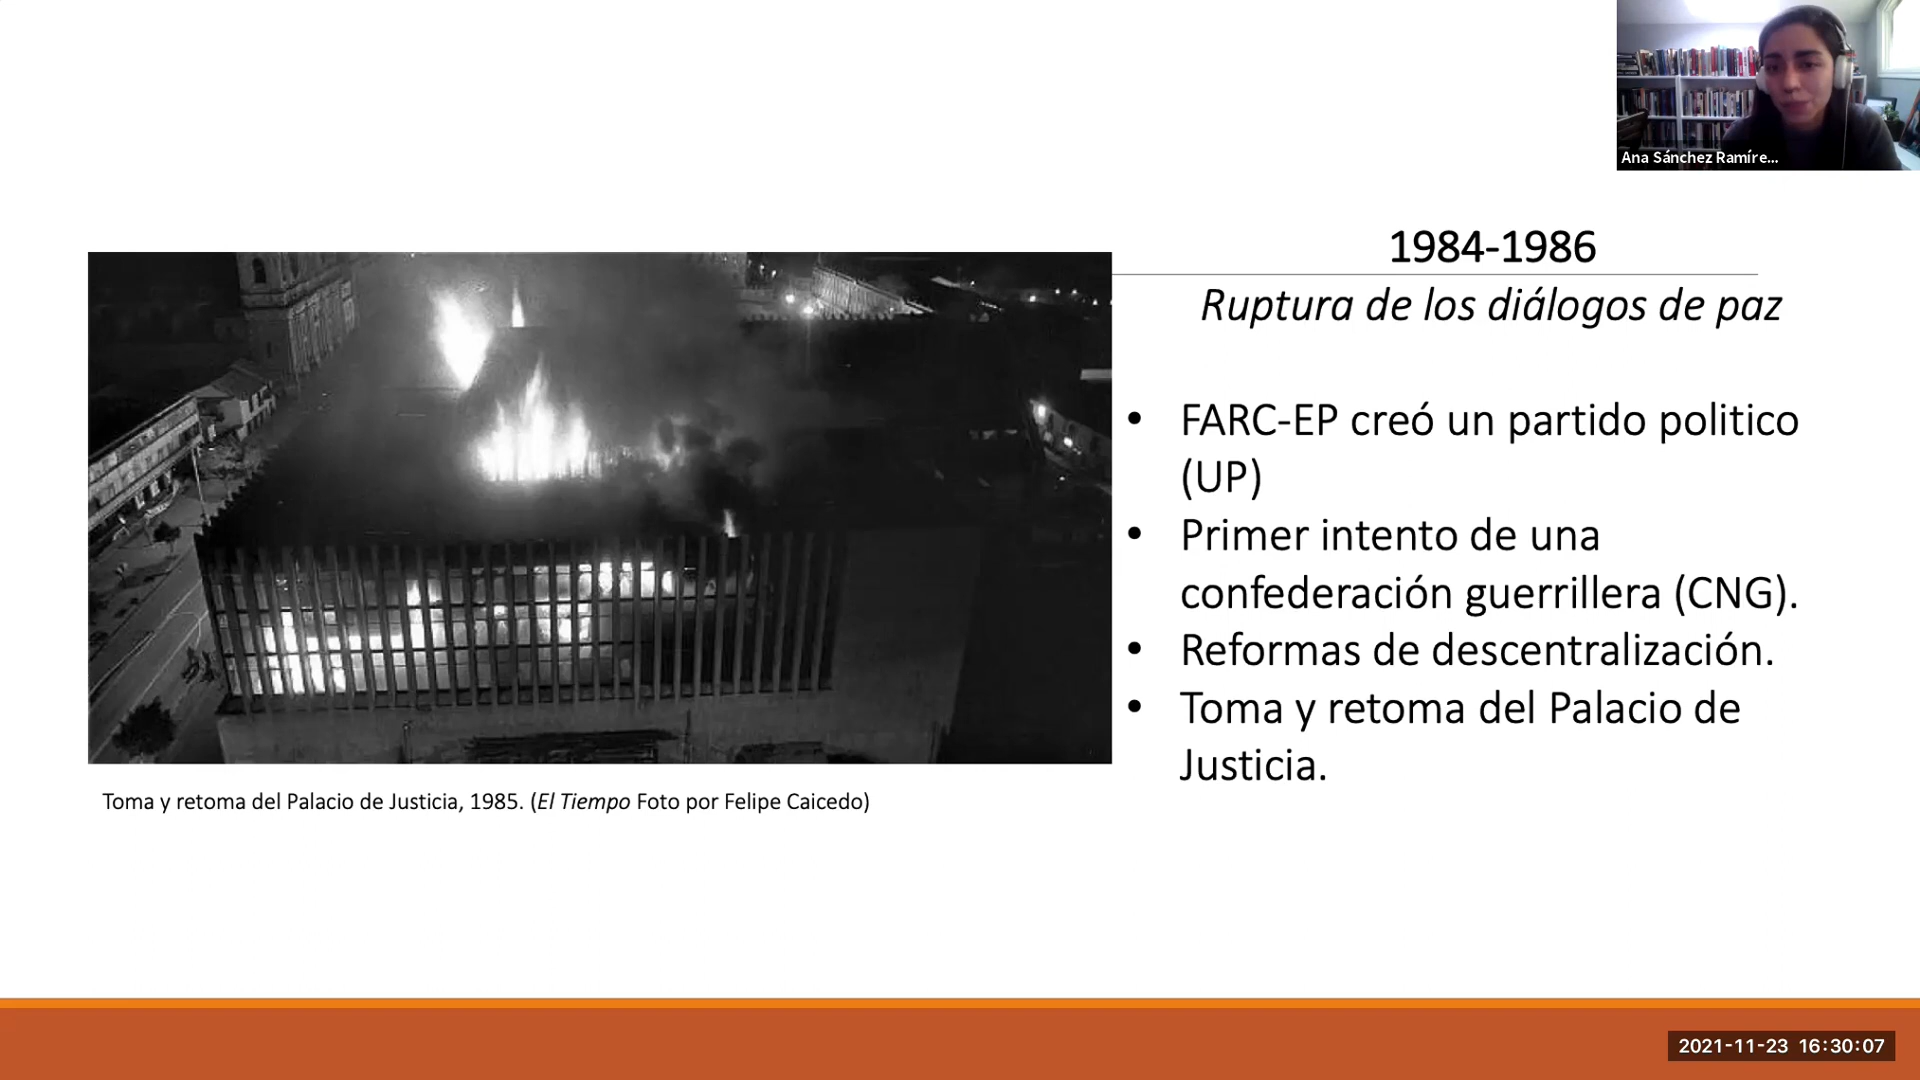 Ana Sánchez Ramíre...
1984-1986
Ruptura de los diálogos de paz
• FARC-EP creó un partido politico
(UP)
• Primer intento de una
confederación guerrillera (CNG).
• Reformas de descentralización.
• Toma y retoma del Palacio de
Justicia.
Toma y retoma del Palacio de Justicia, 1985. (El Tiempo Foto por Felipe Caicedo)
2021-11-23 16:30:07